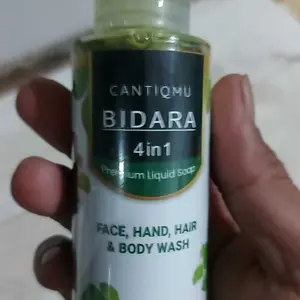 CANTIQMU
BIDARA
4in1
Premium Liquid Soap
FACE, HAND, HAIR
& BODY WASH